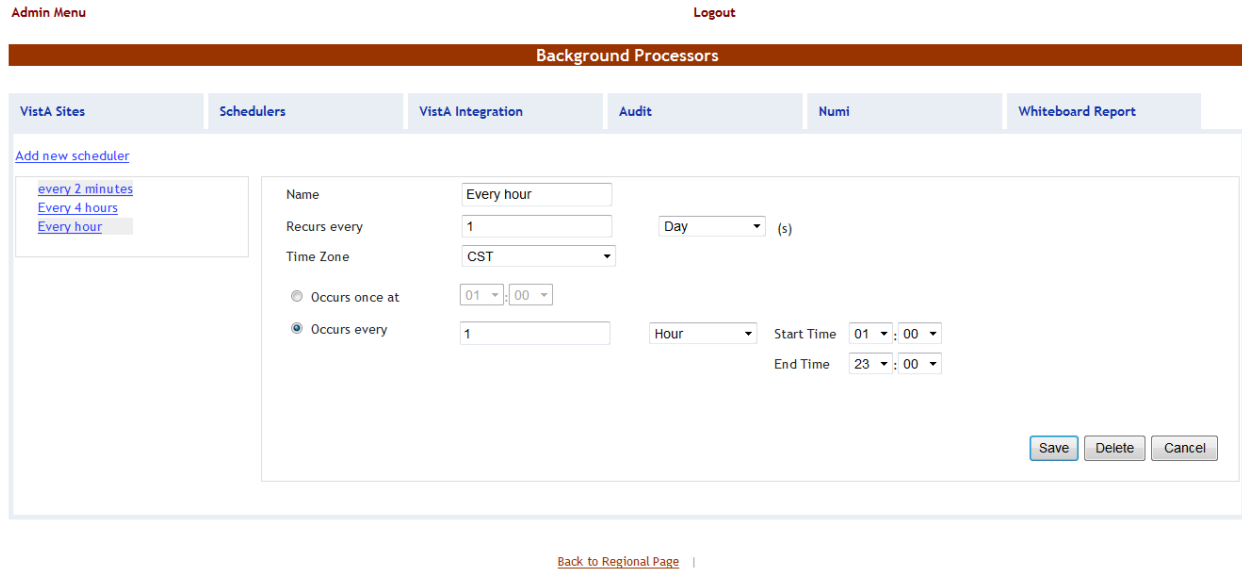 Admin Menu Logout
Background Processors
VistA Sites Schedulers VistA Integration Audit Numi Whiteboard Report
Add new scheduler
every 2 minutes
Every 4 hours
Every hour
Name Every hour
Recurs every 1 Day (s)
Time Zone CST
Occurs once at 01 : 00
Occurs every 1 Hour Start Time 01 : 00
End Time 23 : 00
Save Delete Cancel
Back to Regional Page |